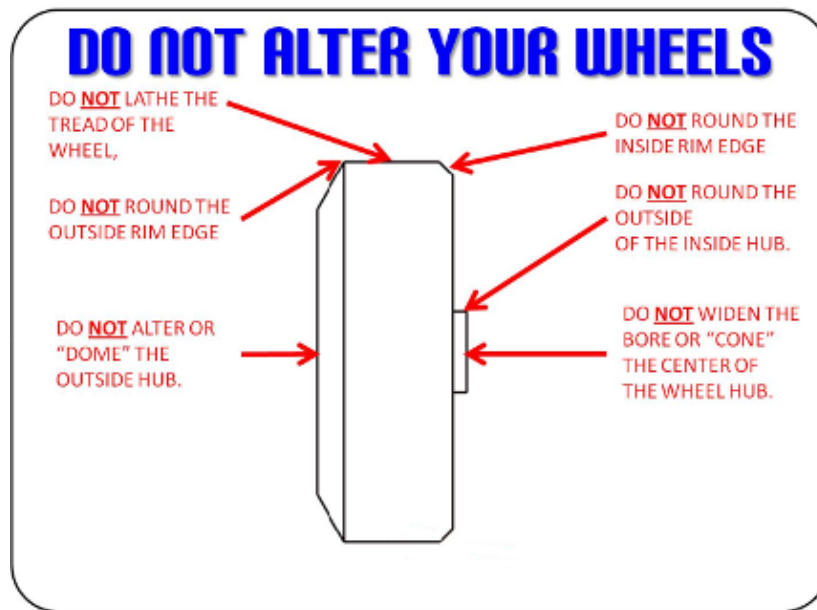 DO NOT ALTER YOUR WHEELS
DO NOT LATHE THE
TREAD OF THE
WHEEL,
DO NOT ROUND THE
OUTSIDE RIM EDGE
DO NOT ALTER OR
“DOME” THE
OUTSIDE HUB.
DO NOT ROUND THE
INSIDE RIM EDGE
DO NOT ROUND THE
OUTSIDE
OF THE INSIDE HUB.
DO NOT WIDEN THE
BORE OR “CONE”
THE CENTER OF
THE WHEEL HUB.